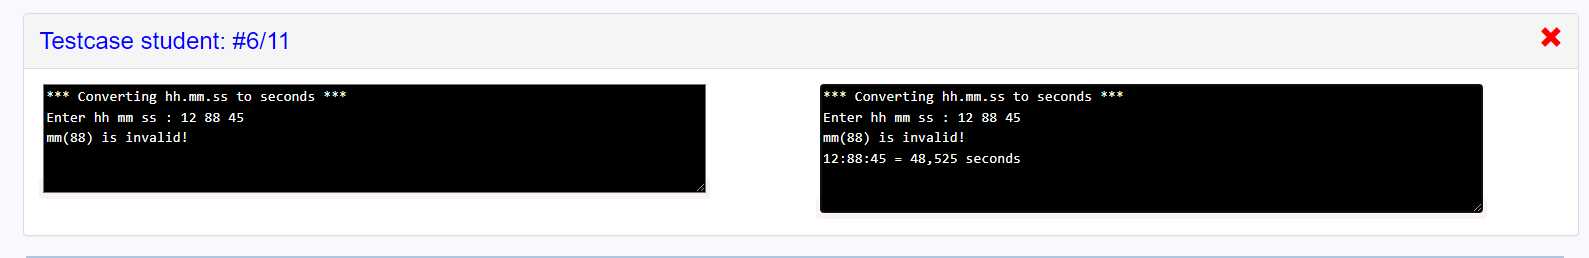 Testcase student: #6/11
*** Converting hh.mm.ss to seconds ***
Enter hh mm ss : 12 88 45
mm(88) is invalid!
*** Converting hh.mm.ss to seconds ***
Enter hh mm ss : 12 88 45
mm(88) is invalid!
12:88:45 = 48,525 seconds